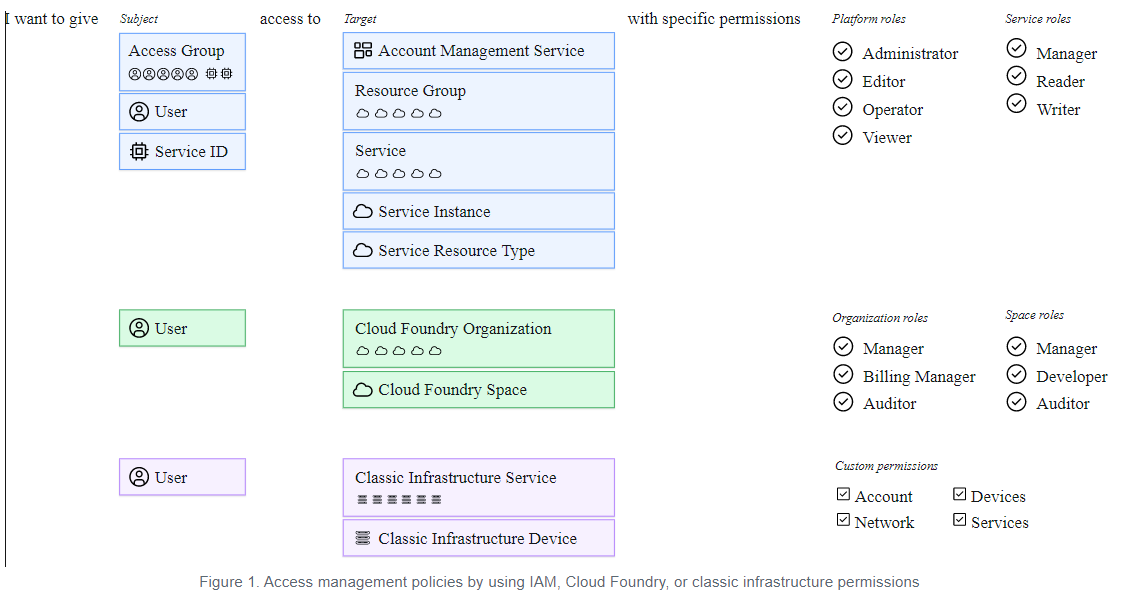 I want to give Subject access to Target with specific permissions Platform roles Service roles
Access Group
User
Service ID
Account Management Service
Resource Group
Service
Service Instance
Service Resource Type
Administrator
Editor
Operator
Viewer
Manager
Reader
Writer
User
Cloud Foundry Organization
Cloud Foundry Space
Organization roles
Manager
Billing Manager
Auditor
Space roles
Manager
Developer
Auditor
User
Classic Infrastructure Service
Classic Infrastructure Device
Custom permissions
Account Devices
Network Services
Figure 1. Access management policies by using IAM, Cloud Foundry, or classic infrastructure permissions